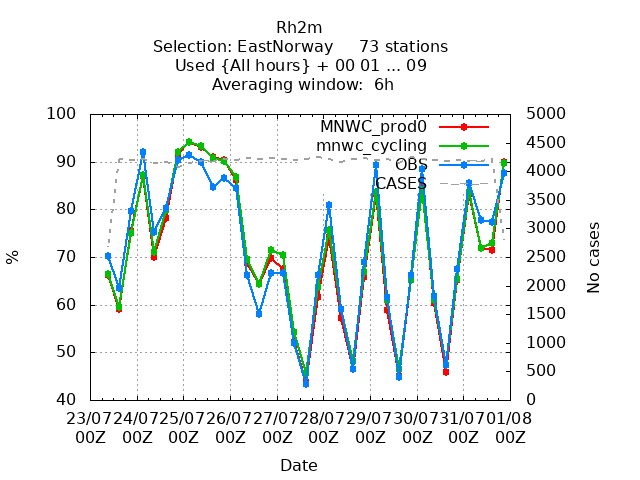 Rh2m
Selection: EastNorway     73 stations
Used {All hours} + 00 01 ... 09
Averaging window:  6h
100
90
80
70
60
50
40
5000
4500
4000
3500
3000
2500
2000
1500
1000
500
0
MNWC_prod0
mnwc_cycling
OBS
CASES
%
No cases
23/07 24/07 25/07 26/07 27/07 28/07 29/07 30/07 31/07 01/08
00Z 00Z 00Z 00Z 00Z 00Z 00Z 00Z 00Z 00Z
Date